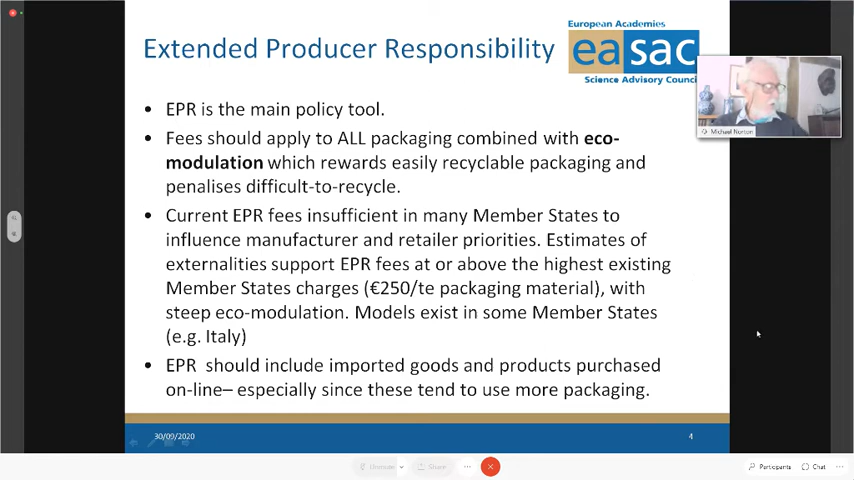 European Academies
easac
Science Advisory Counci
Extended Producer Responsibility
Michael Norton
• EPR is the main policy tool.
• Fees should apply to ALL packaging combined with eco-
modulation which rewards easily recyclable packaging and
penalises difficult-to-recycle.
• Current EPR fees insufficient in many Member States to
influence manufacturer and retailer priorities. Estimates of
externalities support EPR fees at or above the highest existing
Member States charges (€250/te packaging material), with
steep eco-modulation. Models exist in some Member States
(e.g. Italy)
• EPR should include imported goods and products purchased
on-line– especially since these tend to use more packaging.
30/09/2020
4
Unmute
Share
Participants
Chat